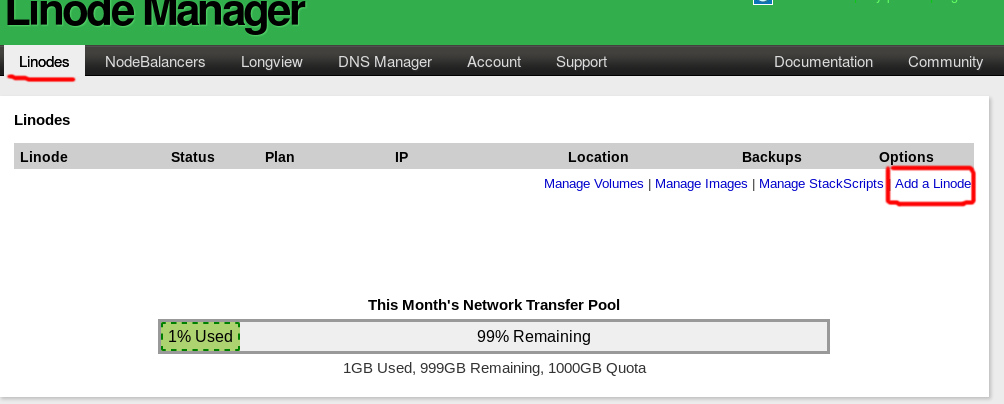 Linode Manager
Linodes NodeBalancers Longview DNS Manager Account Support Documentation Community
Linodes
Linode Status Plan IP Location Backups Options
Manage Volumes | Manage Images | Manage StackScripts | Add a Linode
This Month's Network Transfer Pool
1% Used 99% Remaining
1GB Used, 999GB Remaining, 1000GB Quota